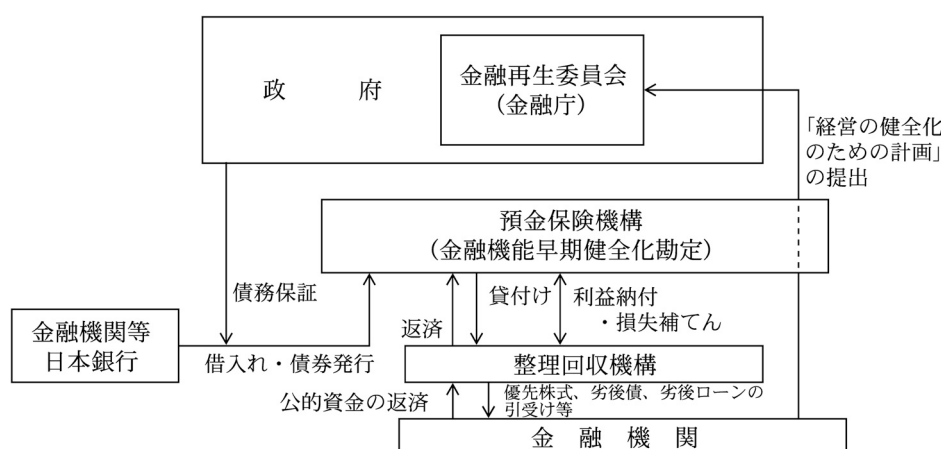 政　　　府
金融再生委員会
（金融庁）
「経営の健全化
のための計画」
の提出
預金保険機構
（金融機能早期健全化勘定）
債務保証
貸付け
利益納付
・損失補てん
返済
金融機関等
日本銀行
借入れ・債券発行
整理回収機構
公的資金の返済
優先株式、劣後債、劣後ローンの
引受け等
金　融　機　関